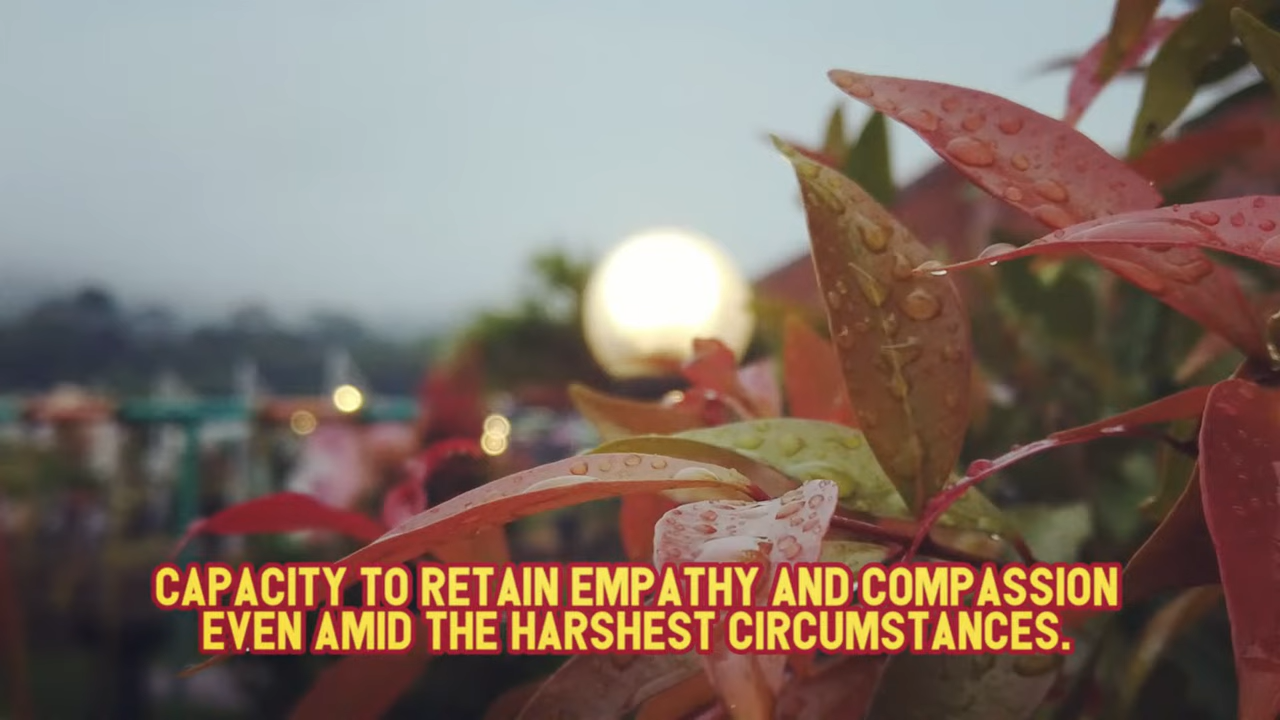 CAPACITY TO RETAIN EMPATHY AND COMPASSION
EVEN AMID THE HARSHEST CIRCUMSTANCES.